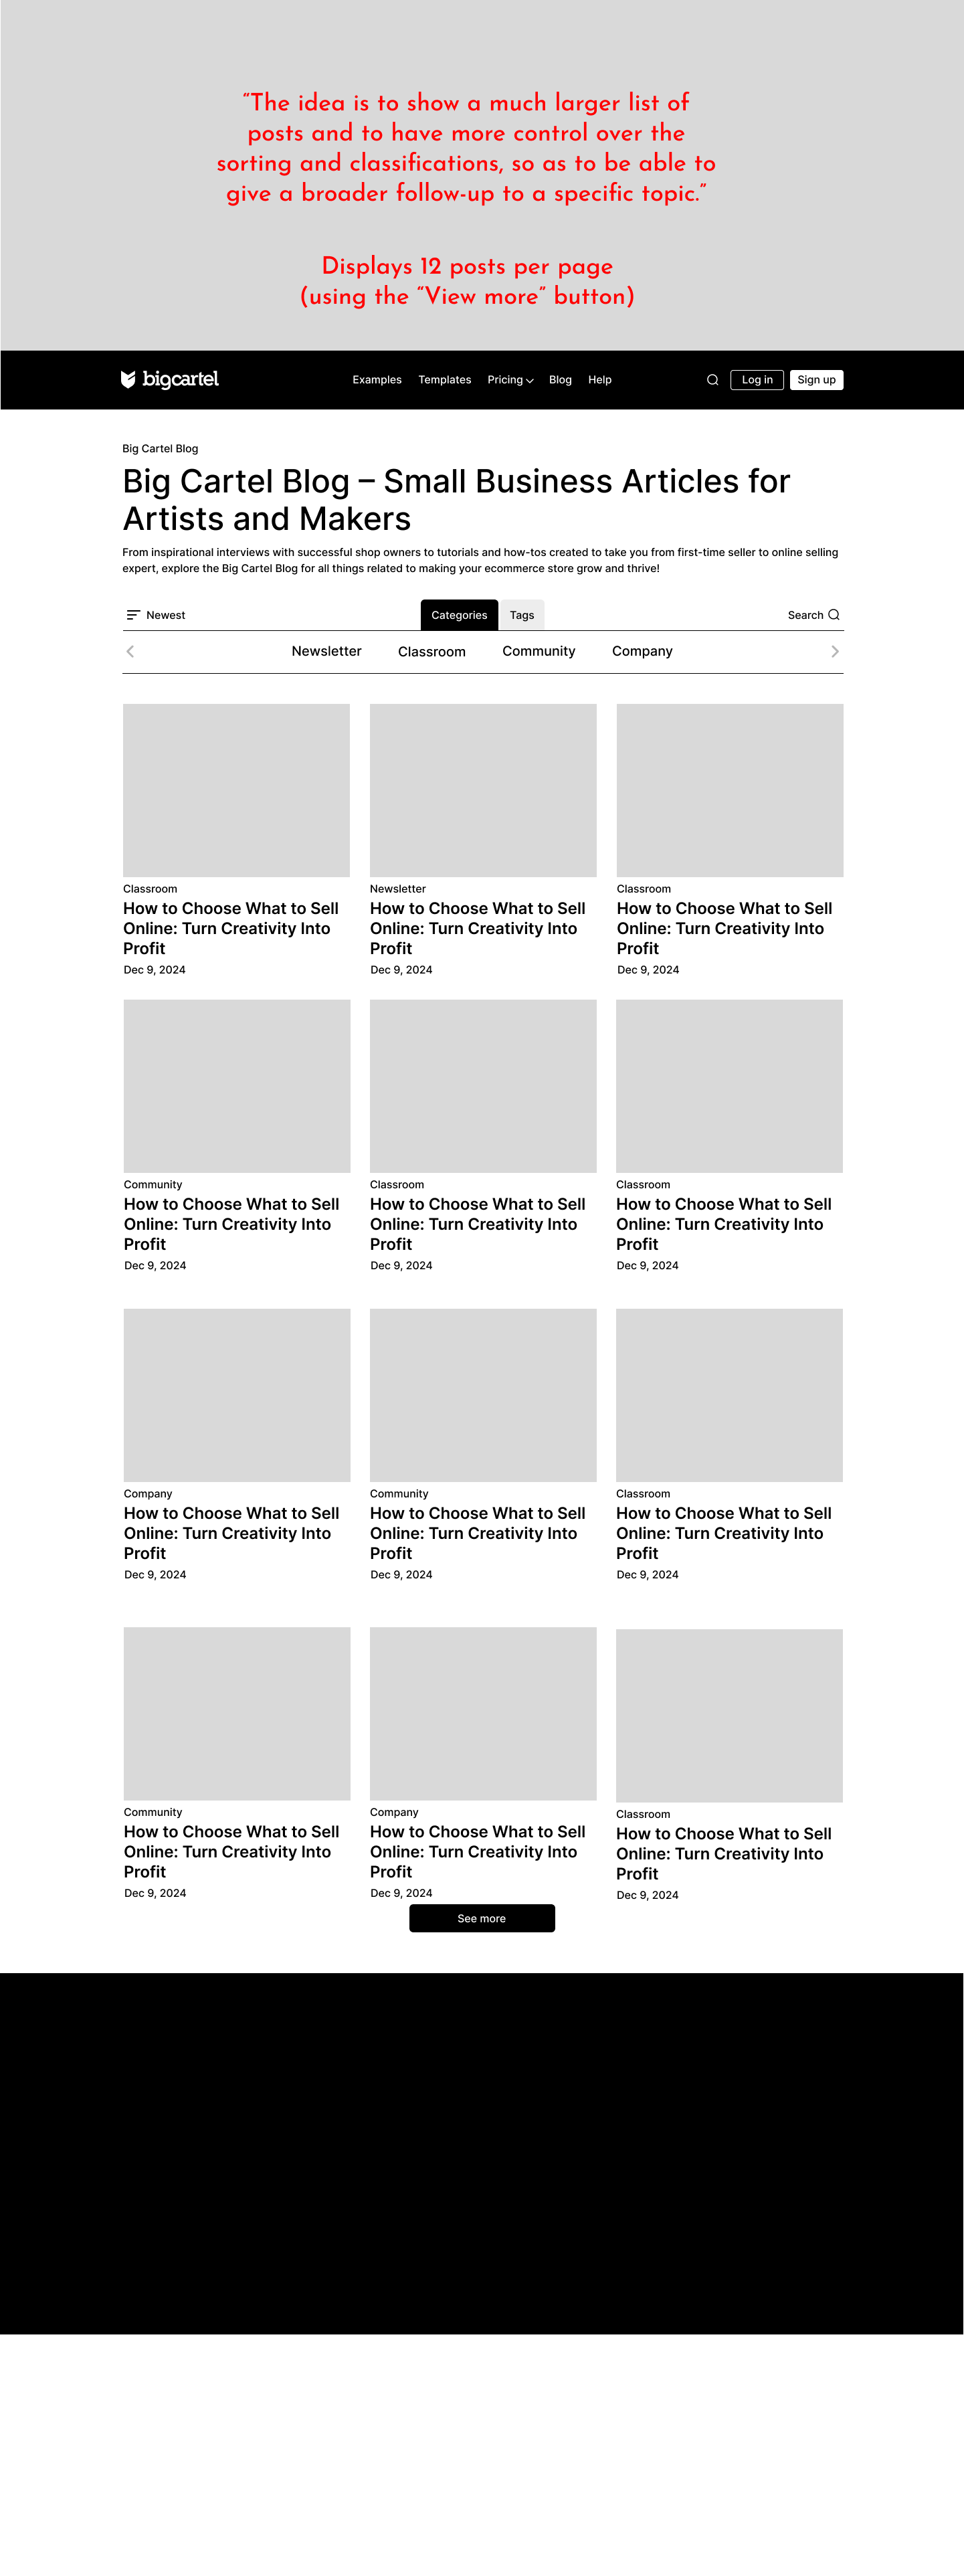 “The idea is to show a much larger list of
posts and to have more control over the
sorting and classifications, so as to be able to
give a broader follow-up to a specific topic.”
Displays 12 posts per page
(using the “View more” button)
bigcartel Examples Templates Pricing Blog Help Log in Sign up
Big Cartel Blog
Big Cartel Blog – Small Business Articles for
Artists and Makers
From inspirational interviews with successful shop owners to tutorials and how-tos created to take you from first-time seller to online selling
expert, explore the Big Cartel Blog for all things related to making your ecommerce store grow and thrive!
Newest Categories Tags Search
Newsletter Classroom Community Company
Classroom
How to Choose What to Sell
Online: Turn Creativity Into
Profit
Dec 9, 2024
Newsletter
How to Choose What to Sell
Online: Turn Creativity Into
Profit
Dec 9, 2024
Classroom
How to Choose What to Sell
Online: Turn Creativity Into
Profit
Dec 9, 2024
Community
How to Choose What to Sell
Online: Turn Creativity Into
Profit
Dec 9, 2024
Classroom
How to Choose What to Sell
Online: Turn Creativity Into
Profit
Dec 9, 2024
Classroom
How to Choose What to Sell
Online: Turn Creativity Into
Profit
Dec 9, 2024
Company
How to Choose What to Sell
Online: Turn Creativity Into
Profit
Dec 9, 2024
Community
How to Choose What to Sell
Online: Turn Creativity Into
Profit
Dec 9, 2024
Classroom
How to Choose What to Sell
Online: Turn Creativity Into
Profit
Dec 9, 2024
Community
How to Choose What to Sell
Online: Turn Creativity Into
Profit
Dec 9, 2024
Company
How to Choose What to Sell
Online: Turn Creativity Into
Profit
Dec 9, 2024
Classroom
How to Choose What to Sell
Online: Turn Creativity Into
Profit
Dec 9, 2024
See more